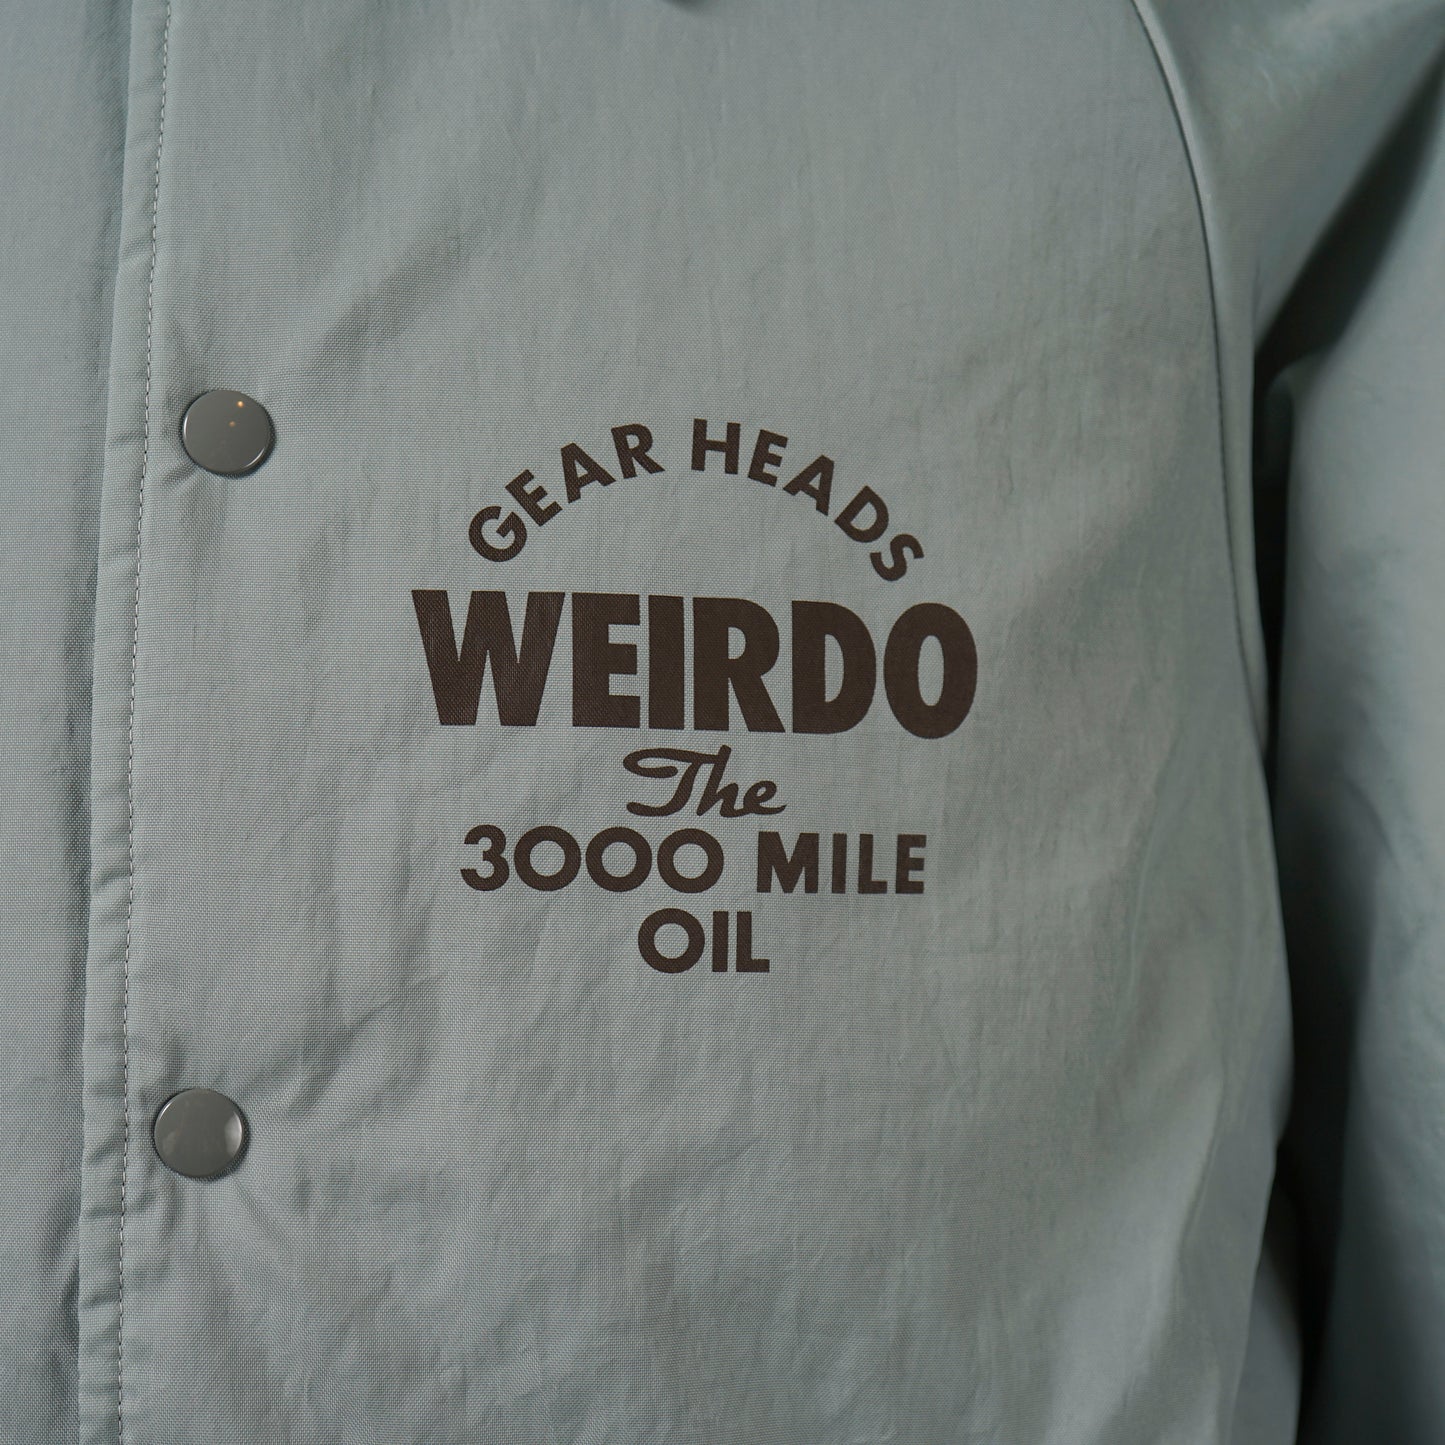 GEAR HEADS
WEIRDO
The
3000 MILE
OIL